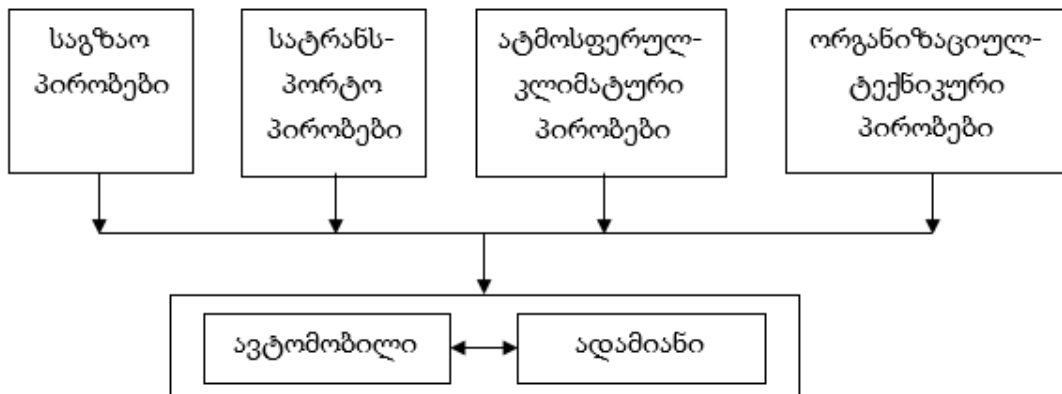 საგზაო
პირობები
სატრანს-
პორტო
პირობები
ატმოსფერულ-
კლიმატური
პირობები
ორგანიზაციულ-
ტექნიკური
პირობები
ავტომობილი
ადამიანი